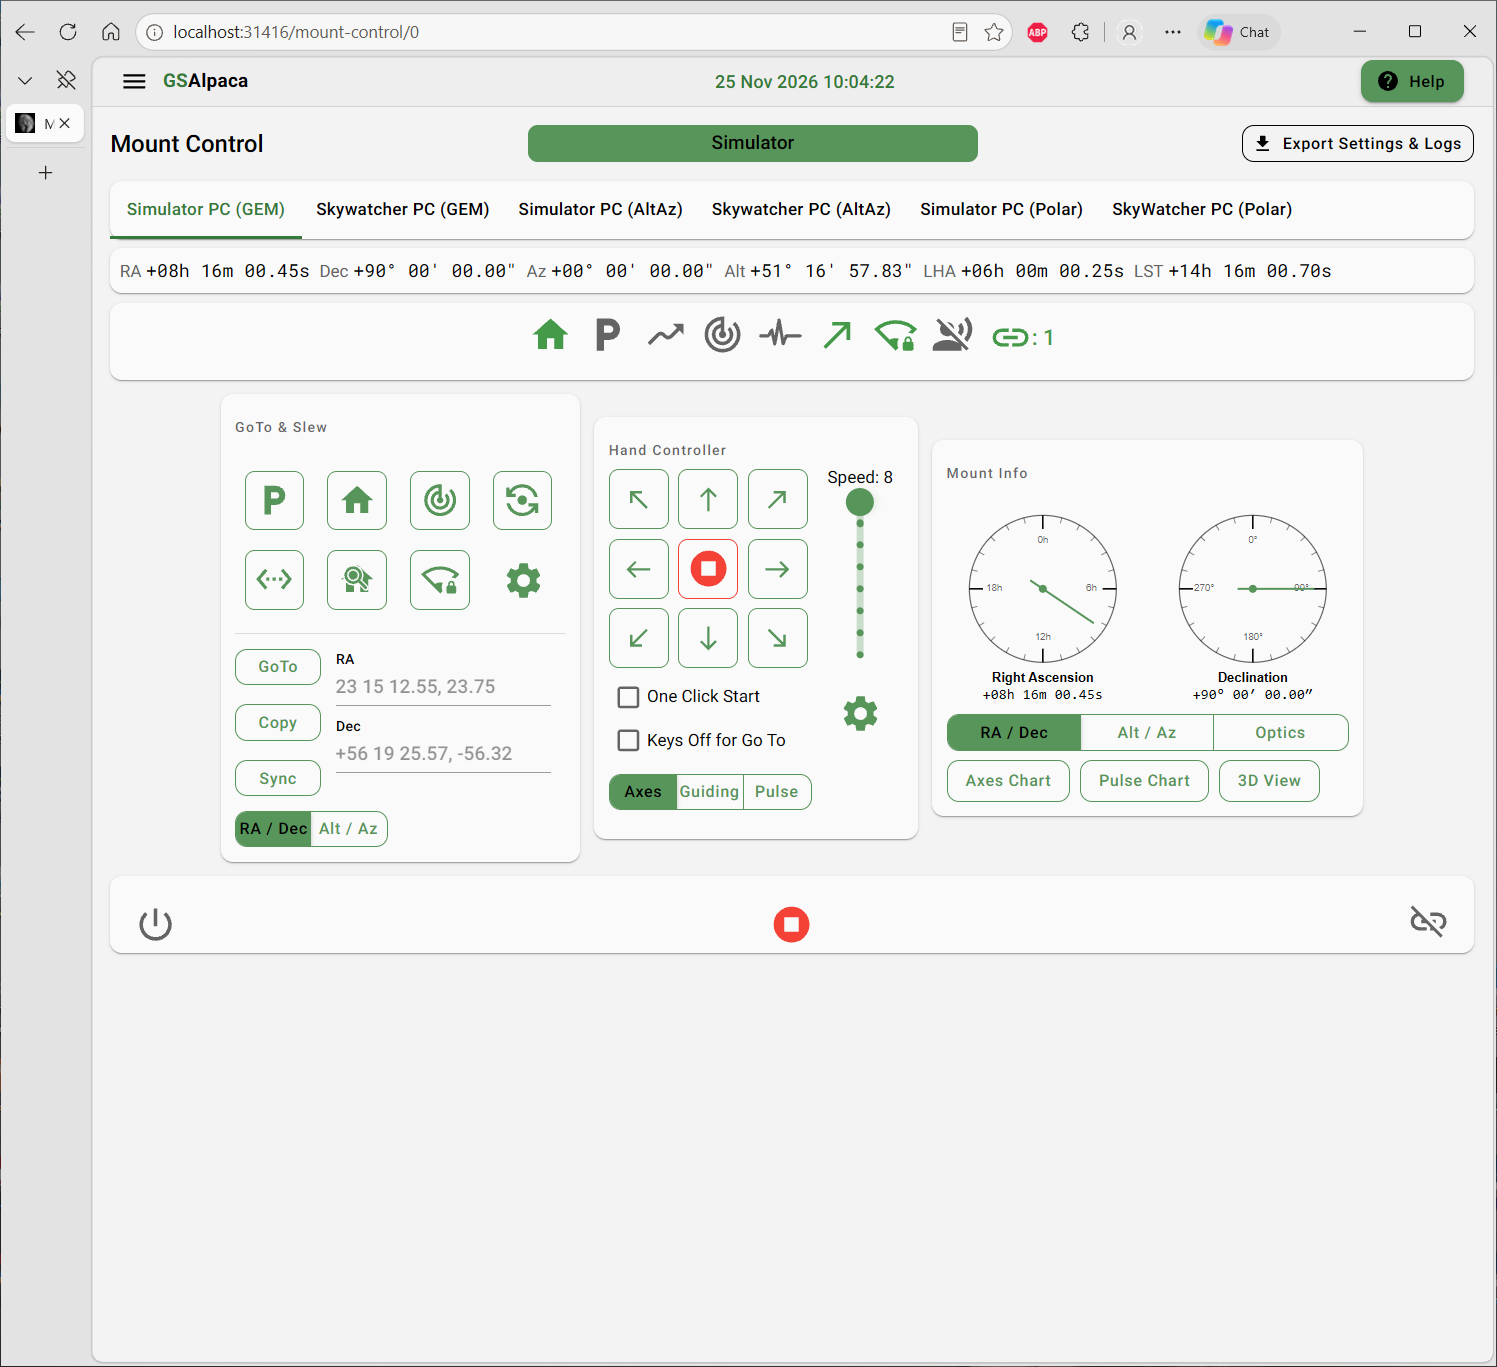 localhost:31416/mount-control/0
ABP
Chat
GSAlpaca
25 Nov 2026 10:04:22
Help
M
Mount Control
Simulator
Export Settings & Logs
Simulator PC (GEM) Skywatcher PC (GEM) Simulator PC (AltAz) Skywatcher PC (AltAz) Simulator PC (Polar) SkyWatcher PC (Polar)
RA +08h 16m 00.45s Dec +90° 00' 00.00" Az +00° 00' 00.00" Alt +51° 16' 57.83" LHA +06h 00m 00.25s LST +14h 16m 00.70s
P
: 1
GoTo & Slew
P
GoTo
RA
23 15 12.55, 23.75
Copy
Dec
+56 19 25.57, -56.32
Sync
RA / Dec Alt / Az
Hand Controller
Speed: 8
One Click Start
Keys Off for Go To
Axes Guiding Pulse
Mount Info
0h
18h
6h
12h
Right Ascension
+08h 16m 00.45s
0°
270°
90°
180°
Declination
+90° 00’ 00.00”
RA / Dec Alt / Az Optics
Axes Chart Pulse Chart 3D View